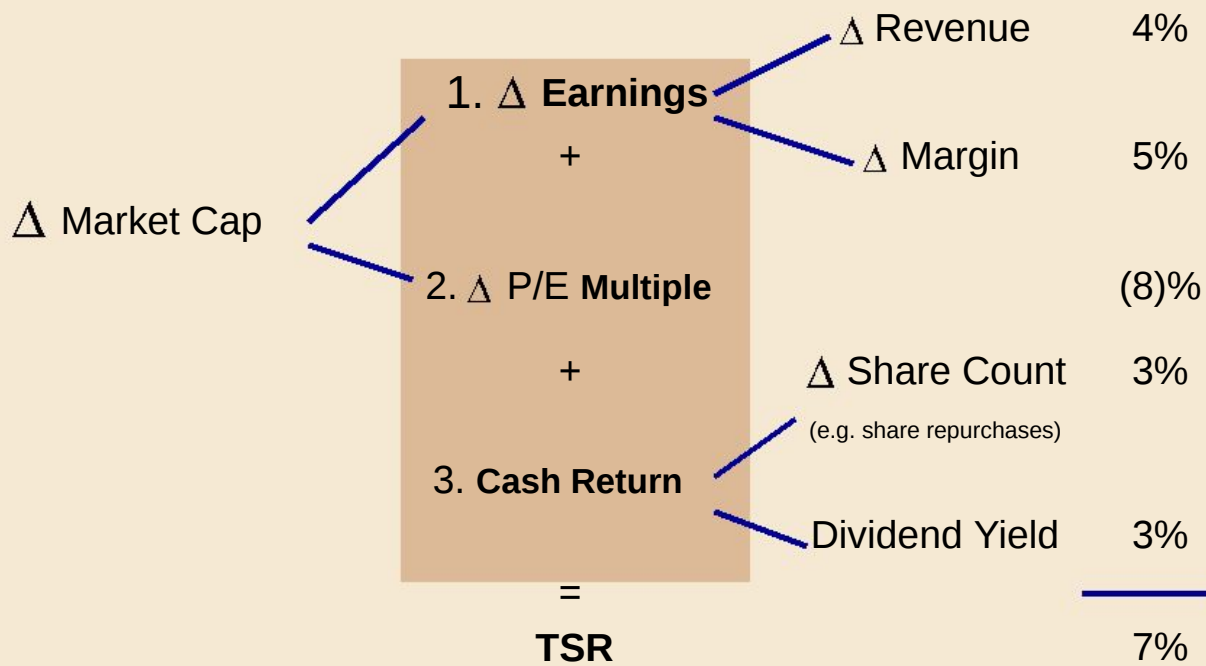 Δ Revenue 4%
1. Δ Earnings
+
Δ Margin 5%
Δ Market Cap
2. Δ P/E Multiple (8)%
+
Δ Share Count 3%
(e.g. share repurchases)
3. Cash Return
Dividend Yield 3%
=
TSR 7%